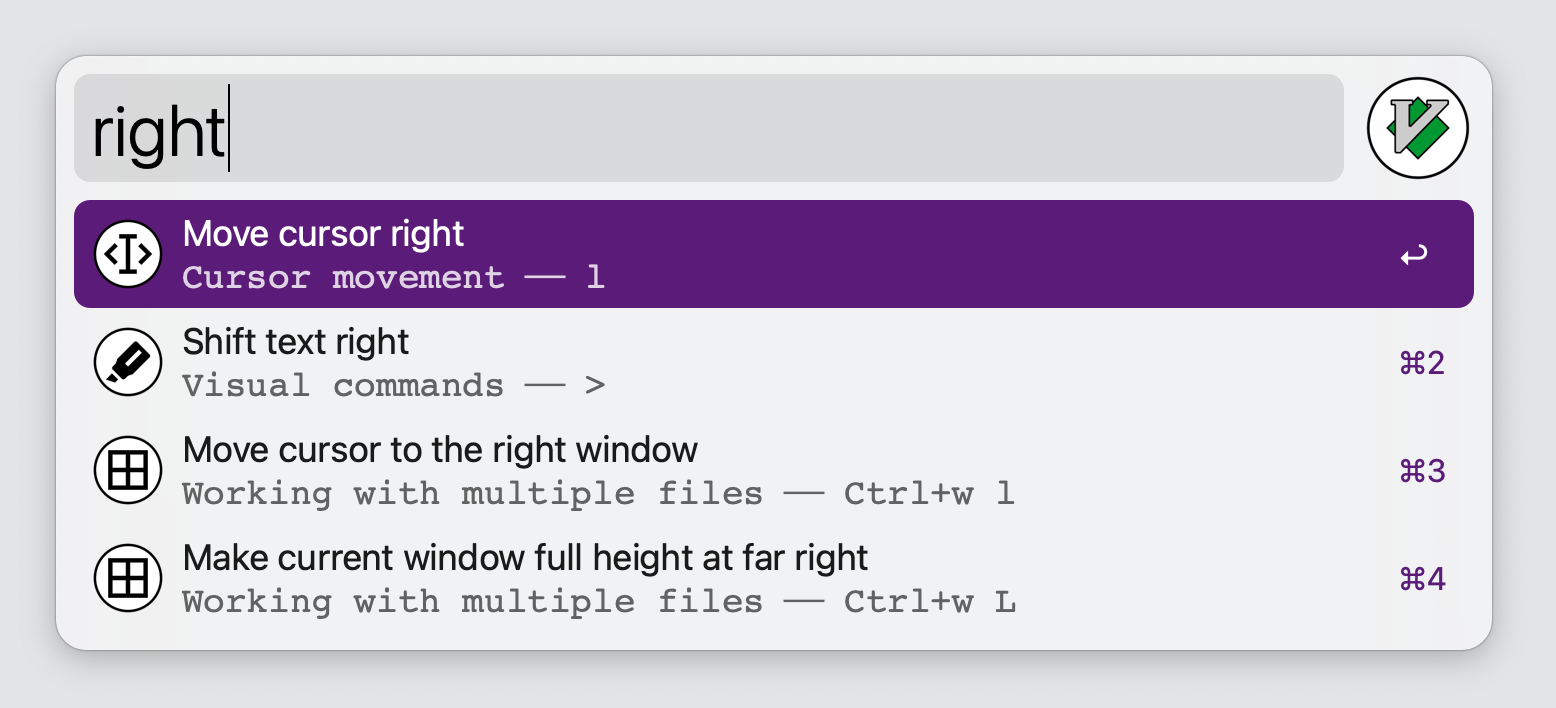 right
Move cursor right
Cursor movement — l
↩
Shift text right
Visual commands — >
⌘2
Move cursor to the right window
Working with multiple files — Ctrl+w l
⌘3
Make current window full height at far right
Working with multiple files — Ctrl+w L
⌘4